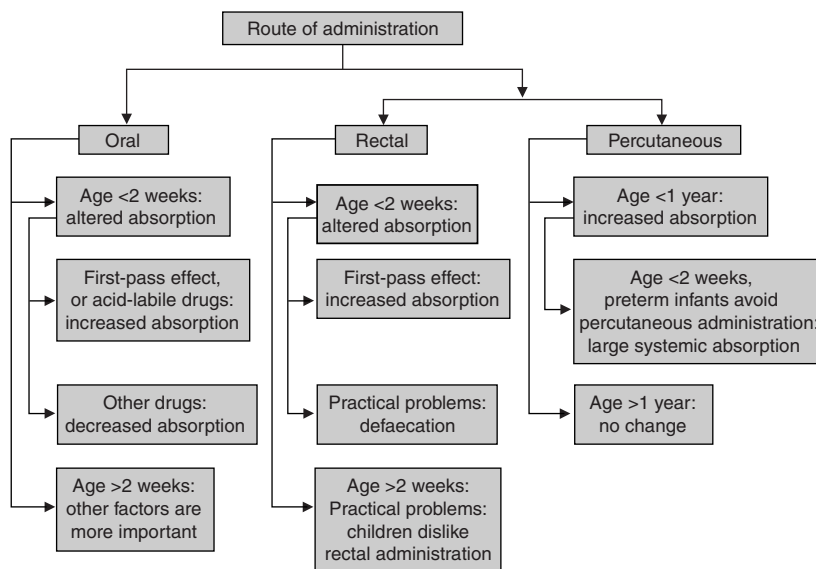 Route of administration
Oral
Rectal
Percutaneous
Age <2 weeks:
altered absorption
First-pass effect,
or acid-labile drugs:
increased absorption
Other drugs:
decreased absorption
Age >2 weeks:
other factors are
more important
Age <2 weeks:
altered absorption
First-pass effect:
increased absorption
Practical problems:
defaecation
Age >2 weeks:
Practical problems:
children dislike
rectal administration
Age <1 year:
increased absorption
Age <2 weeks,
preterm infants avoid
percutaneous administration:
large systemic absorption
Age >1 year:
no change